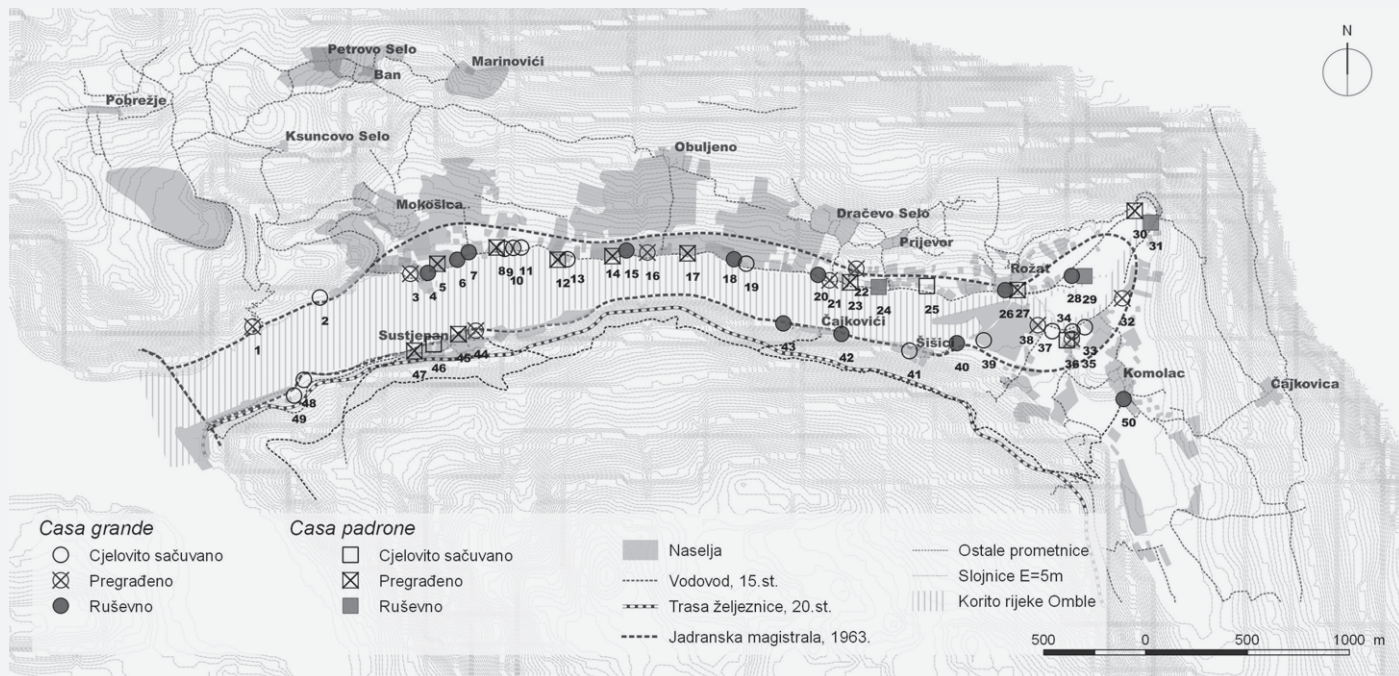 N
Petrovo Selo
Ban
Marinovići
Pobrežje
Ksuncovo Selo
Obuljeno
Mokošica
Dračevo Selo
Prijevor
Rožat
Sustjepan
Čajkovići
Šišići
Komolac
Čajkovica
1
2
3
4
5
6
7
8
9
10
11
12
13
14
15
16
17
18
19
20
21
22
23
24
25
26
27
28
29
30
31
32
33
34
35
36
37
38
39
40
41
42
43
44
45
46
47
48
49
50
Casa grande
Cjelovito sačuvano
Pregrađeno
Ruševno
Casa padrone
Cjelovito sačuvano
Pregrađeno
Ruševno
Naselja
Vodovod, 15.st.
Trasa željeznice, 20.st.
Jadranska magistrala, 1963.
Ostale prometnice
Slojnice E=5m
Korito rijeke Omble
500 0 500 1000 m